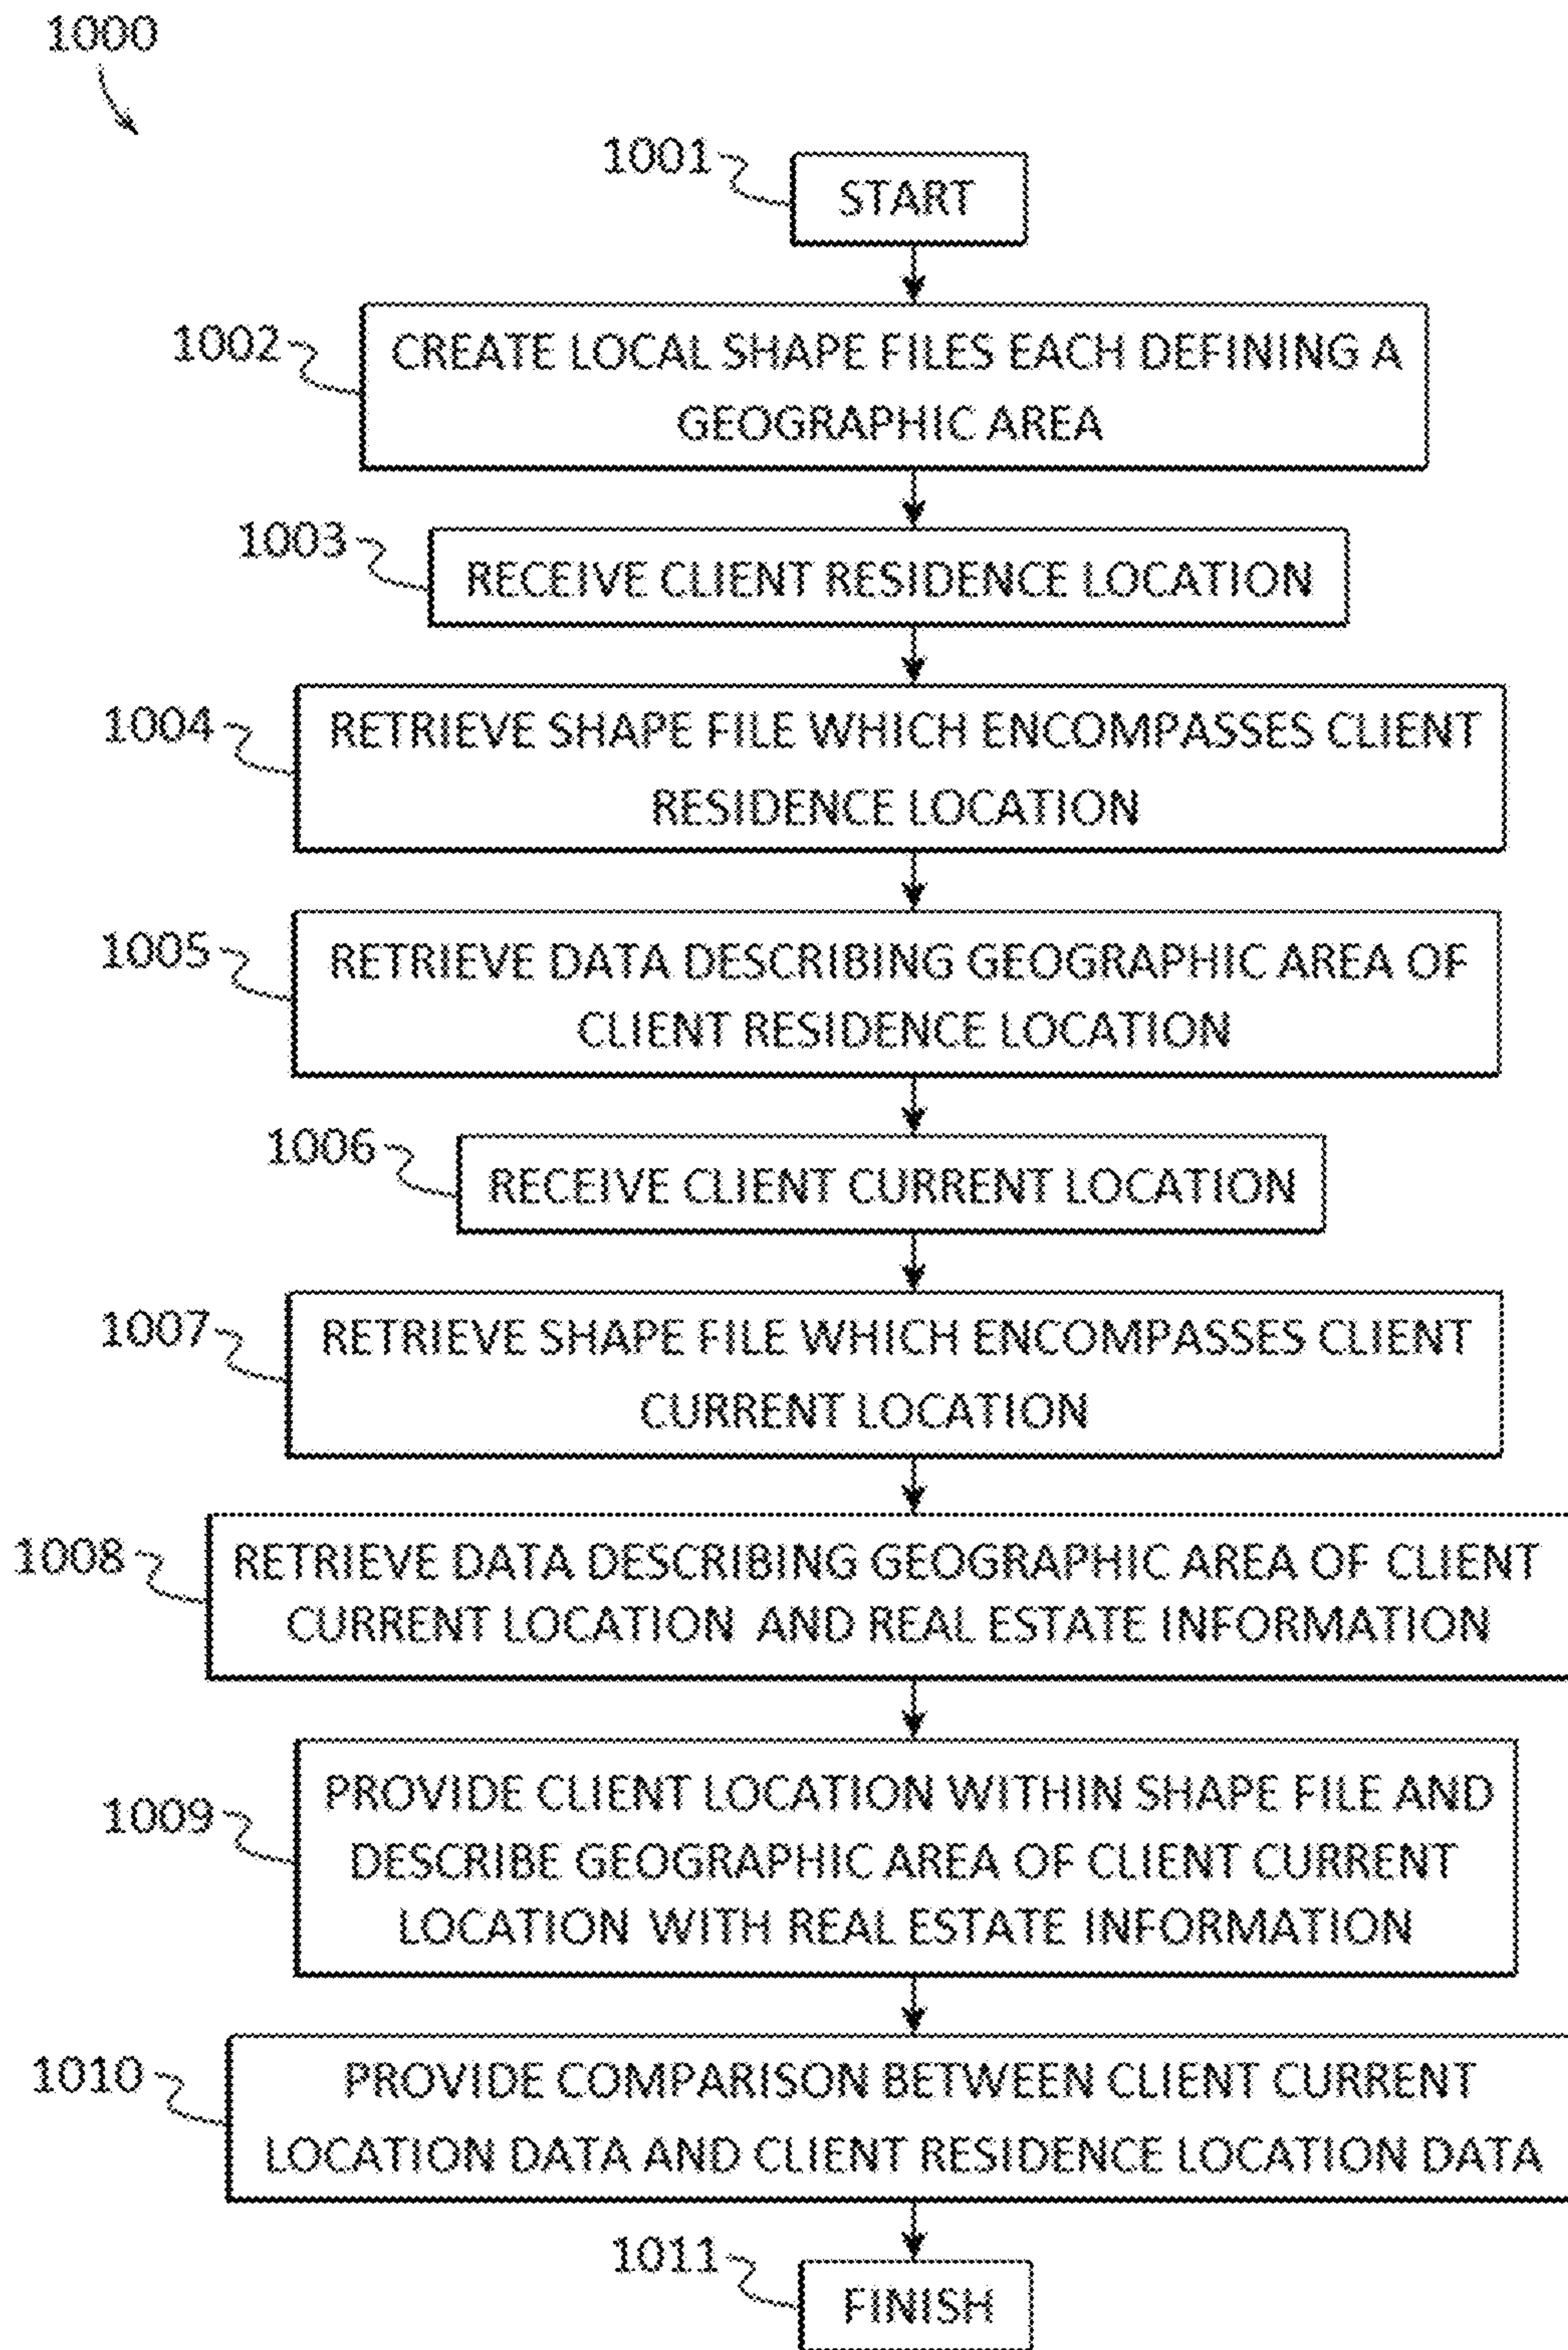 1000
1001
START
1002
CREATE LOCAL SHAPE FILES EACH DEFINING A
GEOGRAPHIC AREA
1003
RECEIVE CLIENT RESIDENCE LOCATION
1004
RETRIEVE SHAPE FILE WHICH ENCOMPASSES CLIENT
RESIDENCE LOCATION
1005
RETRIEVE DATA DESCRIBING GEOGRAPHIC AREA OF
CLIENT RESIDENCE LOCATION
1006
RECEIVE CLIENT CURRENT LOCATION
1007
RETRIEVE SHAPE FILE WHICH ENCOMPASSES CLIENT
CURRENT LOCATION
1008
RETRIEVE DATA DESCRIBING GEOGRAPHIC AREA OF CLIENT
CURRENT LOCATION AND REAL ESTATE INFORMATION
1009
PROVIDE CLIENT LOCATION WITHIN SHAPE FILE AND
DESCRIBE GEOGRAPHIC AREA OF CLIENT CURRENT
LOCATION WITH REAL ESTATE INFORMATION
1010
PROVIDE COMPARISON BETWEEN CLIENT CURRENT
LOCATION DATA AND CLIENT RESIDENCE LOCATION DATA
1011
FINISH